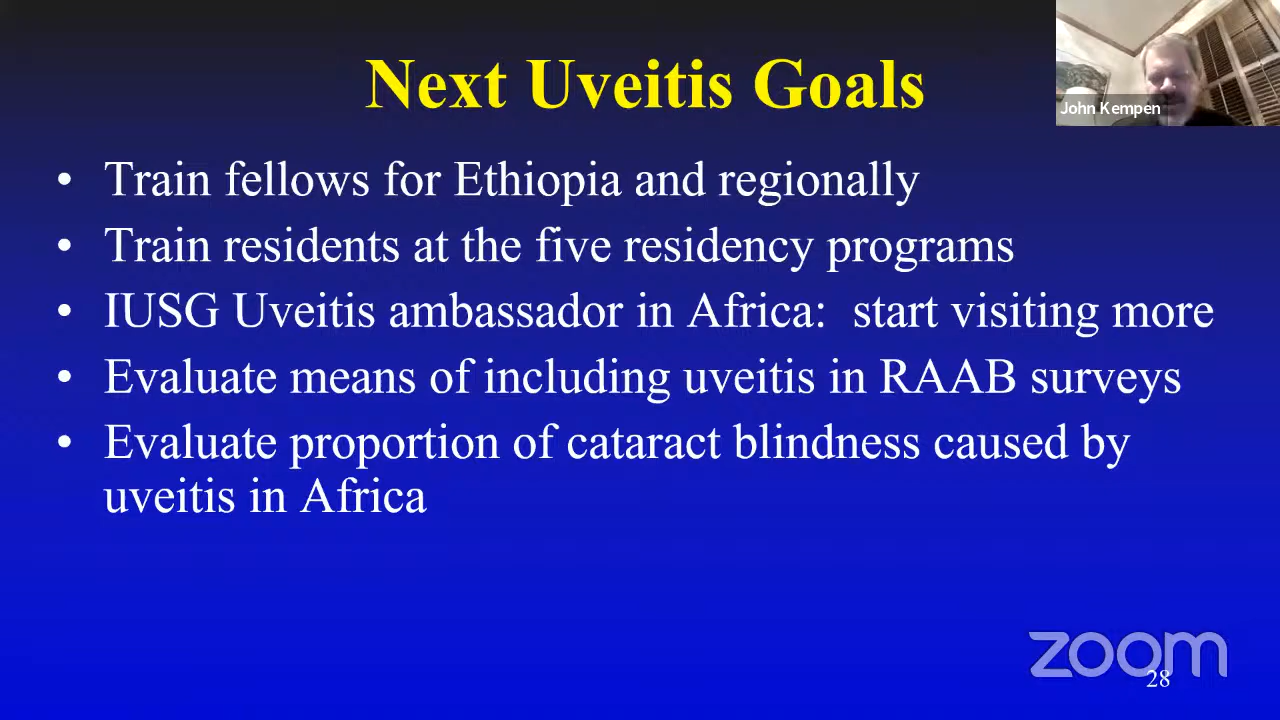 Next Uveitis Goals
John Kempen
• Train fellows for Ethiopia and regionally
• Train residents at the five residency programs
• IUSG Uveitis ambassador in Africa:  start visiting more
• Evaluate means of including uveitis in RAAB surveys
• Evaluate proportion of cataract blindness caused by
uveitis in Africa
zoom
28